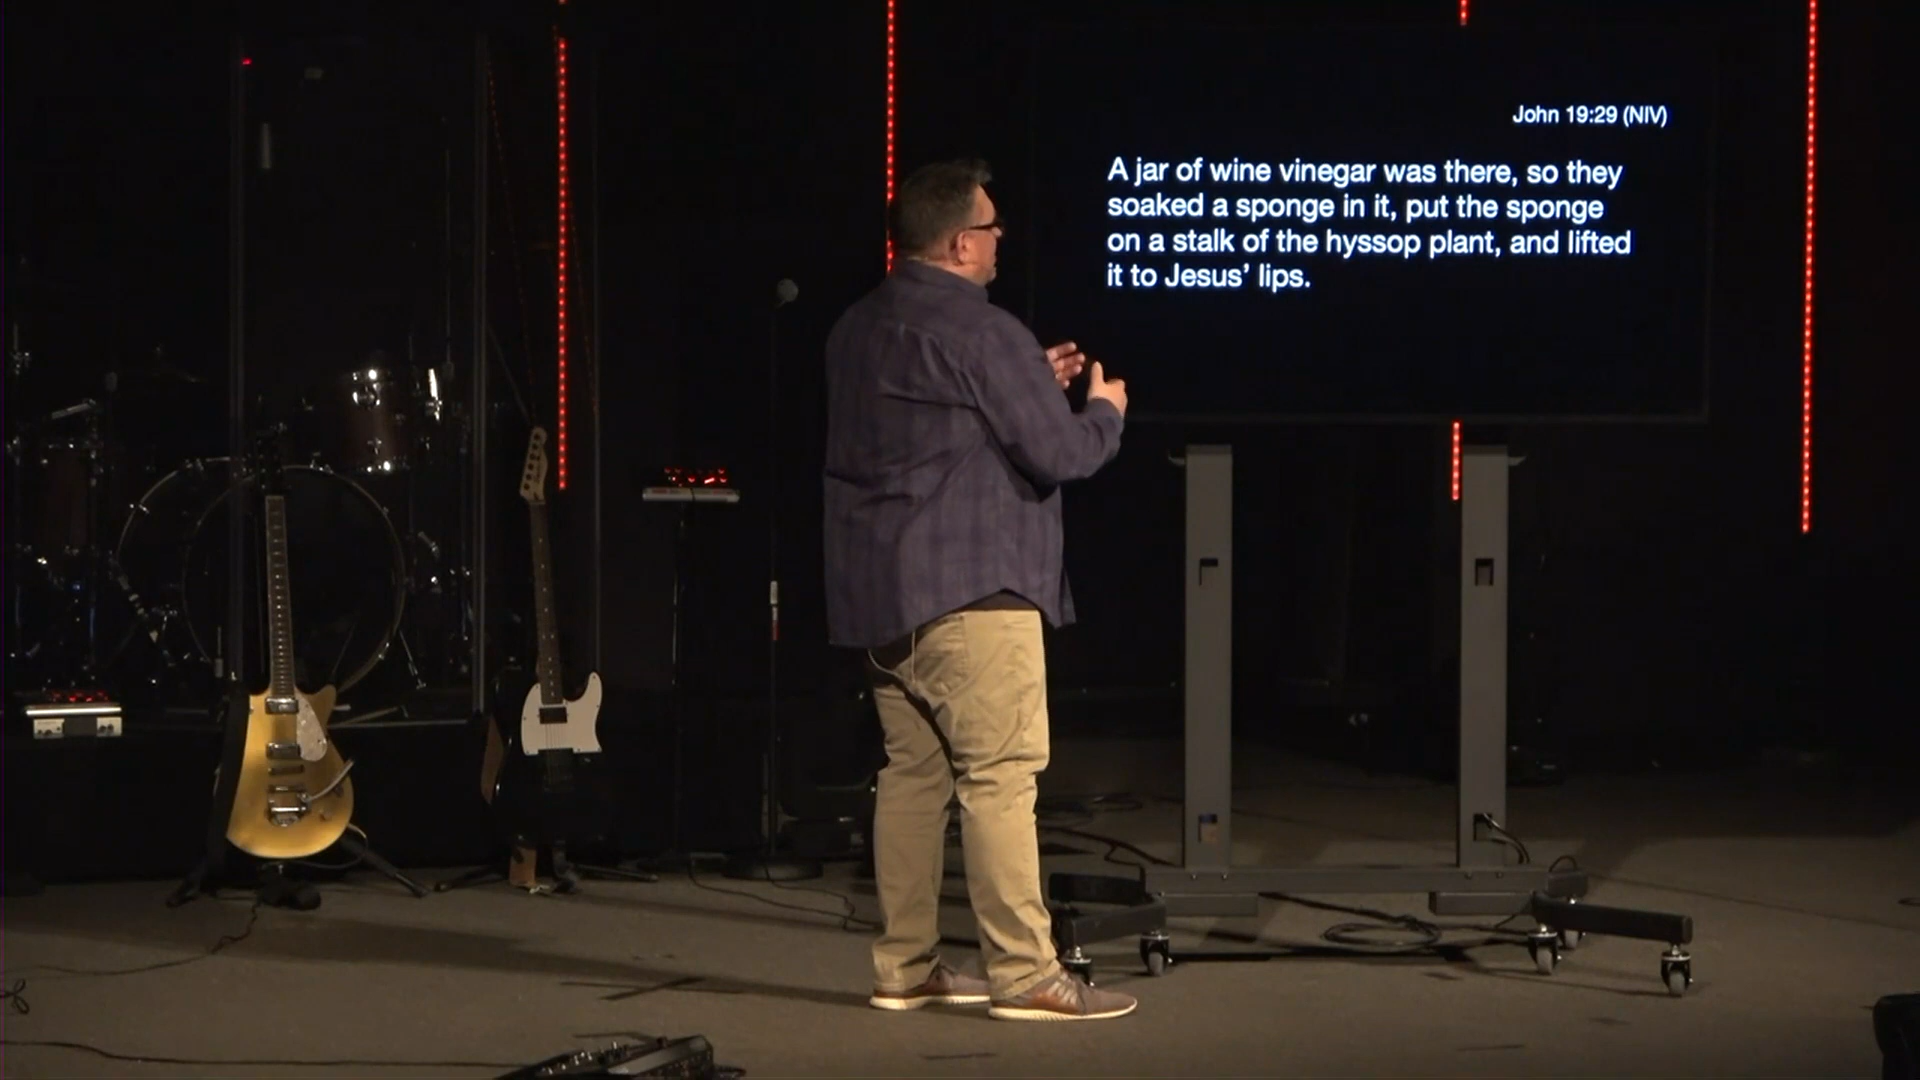 John 19:29 (NIV)
A jar of wine vinegar was there, so they
soaked a sponge in it, put the sponge
on a stalk of the hyssop plant, and lifted
it to Jesus’ lips.